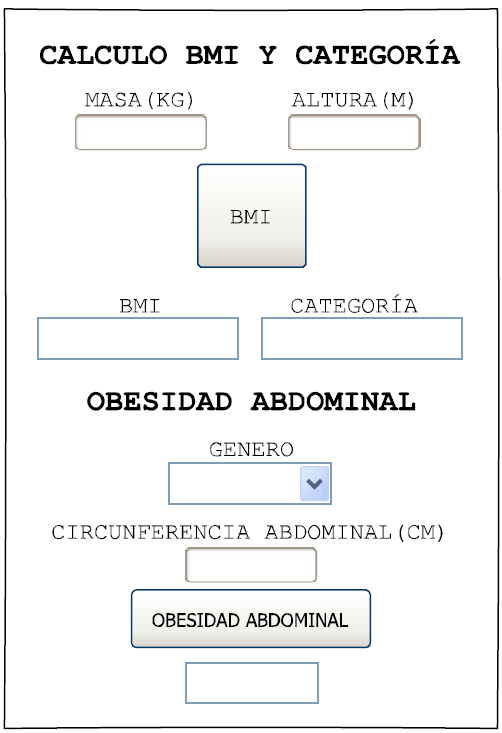 CALCULO BMI Y CATEGORÍA
MASA(KG) ALTURA(M)
BMI
BMI CATEGORÍA
OBESIDAD ABDOMINAL
GENERO
CIRCUNFERENCIA ABDOMINAL(CM)
OBESIDAD ABDOMINAL